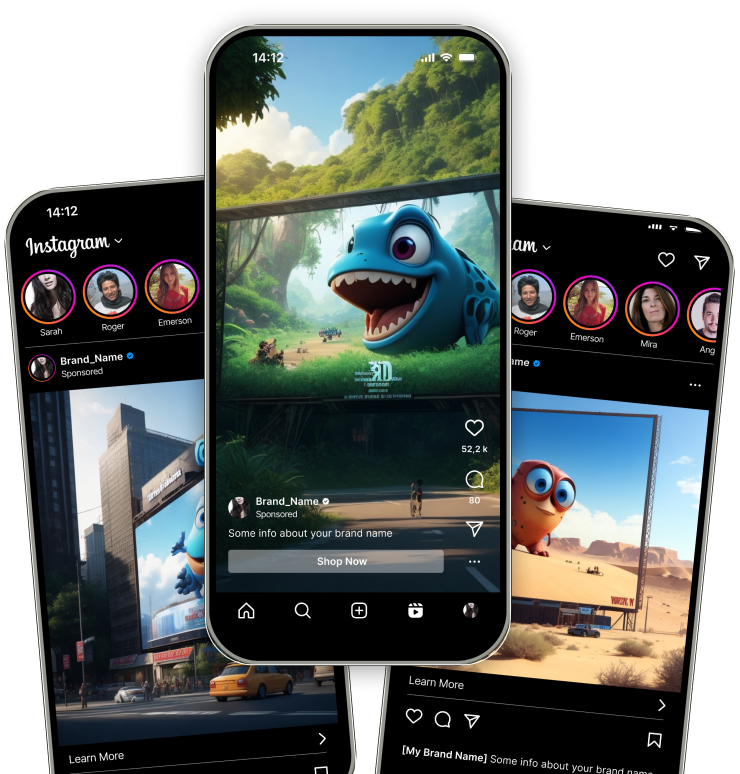 14:12
Instagram
Sarah
Roger
Emerson
Brand_Name
Sponsored
Learn More
14:12
52,2 k
80
Brand_Name
Sponsored
Some info about your brand name
Shop Now
am
Roger
Emerson
Mira
Ang
me
Learn More
[My Brand Name] Some info about your brand name